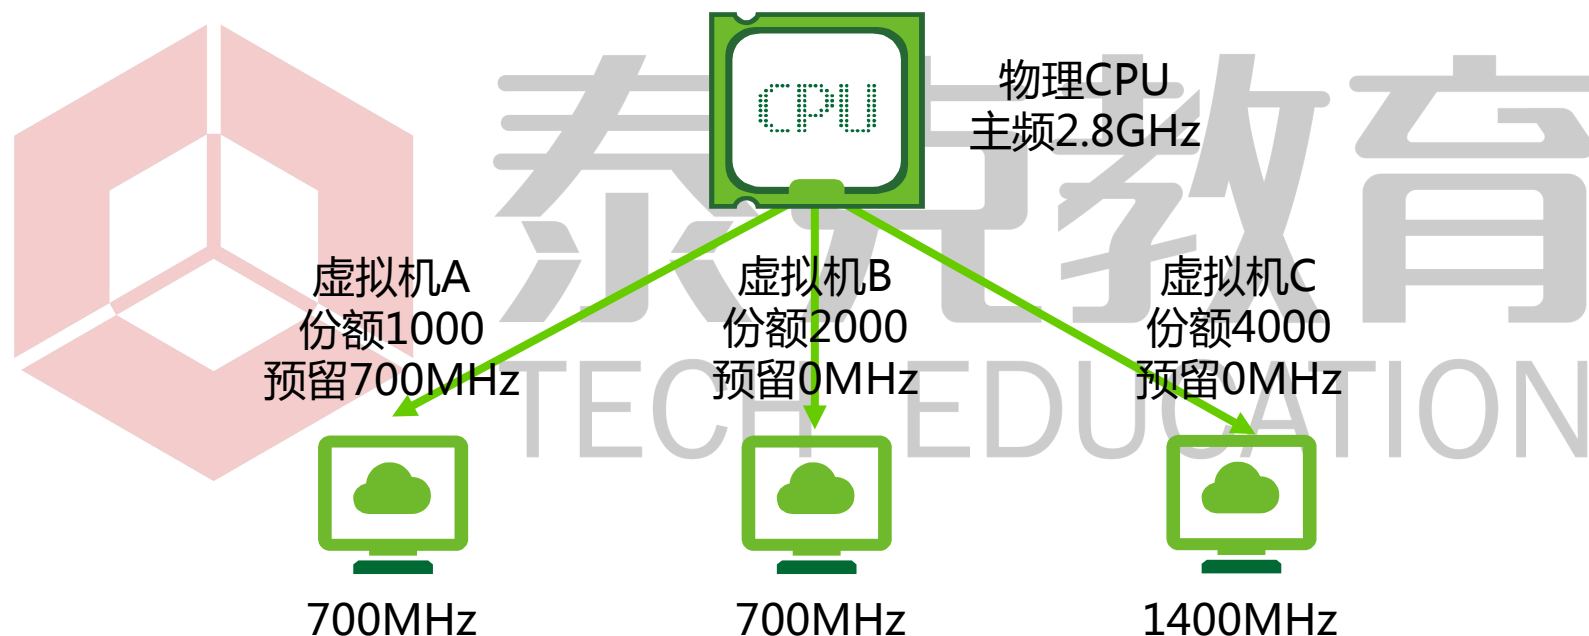 CPU
物理CPU
主频2.8GHz
泰克教育
TECH EDUCATION
虚拟机A
份额1000
预留700MHz
虚拟机B
份额2000
预留0MHz
虚拟机C
份额4000
预留0MHz
700MHz
700MHz
1400MHz